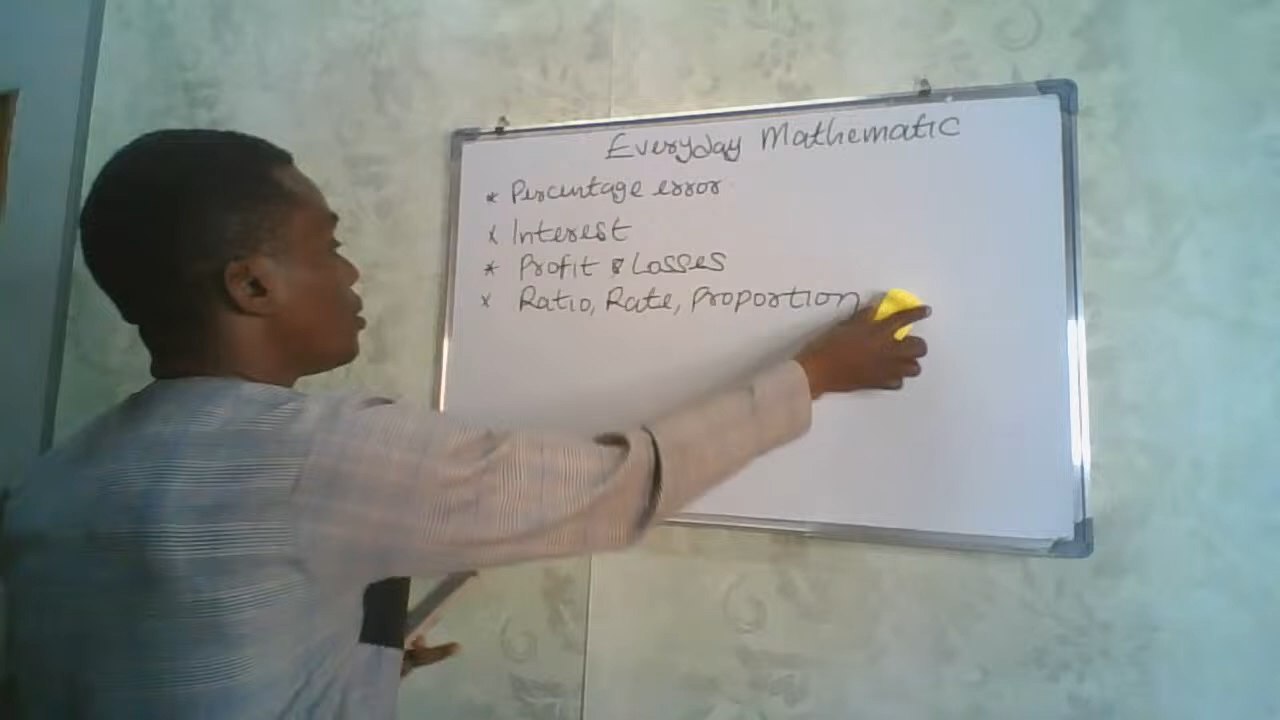 Everyday Mathematic
* Percentage error
x Interest
* Profit & Losses
x Ratio, Rate, Proportion